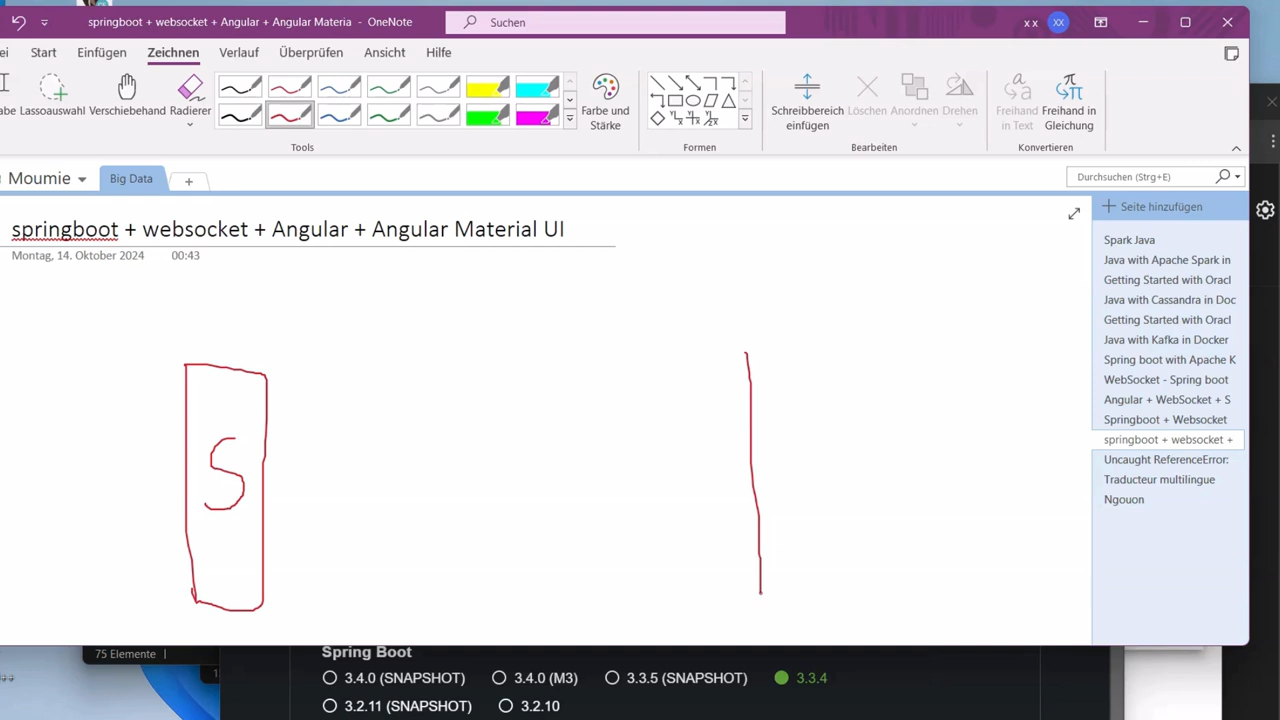 springboot + websocket + Angular + Angular Materia - OneNote
Suchen
x x
XX
ei
Start
Einfügen
Zeichnen
Verlauf
Überprüfen
Ansicht
Hilfe
abe
Lassoauswahl
Verschiebehand
Radierer
Farbe und
Stärke
Schreibbereich
einfügen
Löschen
Anordnen
Drehen
Freihand
in Text
Freihand in
Gleichung
Tools
Formen
Bearbeiten
Konvertieren
Moumie
Big Data
Durchsuchen (Strg+E)
springboot + websocket + Angular + Angular Material UI
Montag, 14. Oktober 2024
00:43
Seite hinzufügen
Spark Java
Java with Apache Spark in
Getting Started with Oracl
Java with Cassandra in Doc
Getting Started with Oracl
Java with Kafka in Docker
Spring boot with Apache K
WebSocket - Spring boot
Angular + WebSocket + S
Springboot + Websocket
springboot + websocket +
Uncaught ReferenceError:
Traducteur multilingue
Ngouon
S
75 Elemente
Spring Boot
3.4.0 (SNAPSHOT)
3.4.0 (M3)
3.3.5 (SNAPSHOT)
3.3.4
3.2.11 (SNAPSHOT)
3.2.10